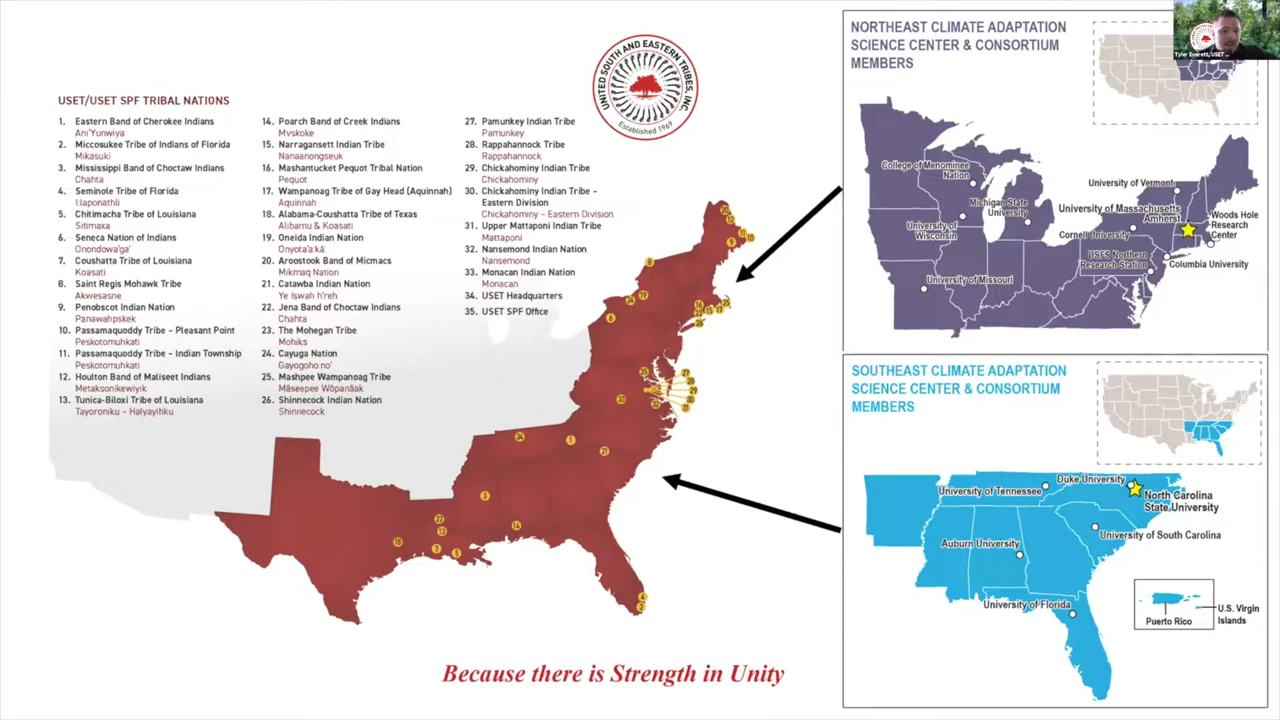 USET/USET SPF TRIBAL NATIONS
1. Eastern Band of Cherokee Indians
Ani'Yunwiya
2. Miccosukee Tribe of Indians of Florida
Mikasuki
3. Mississippi Band of Choctaw Indians
Chahta
4. Seminole Tribe of Florida
I:laponathli
5. Chitimacha Tribe of Louisiana
Sitimaxa
6. Seneca Nation of Indians
Onondowa'ga'
7. Coushatta Tribe of Louisiana
Koasati
8. Saint Regis Mohawk Tribe
Akwesasne
9. Penobscot Indian Nation
Panawahpskek
10. Passamaquoddy Tribe – Pleasant Point
Peskotomuhkati
11. Passamaquoddy Tribe – Indian Township
Peskotomuhkati
12. Houlton Band of Maliseet Indians
Metaksonikewiyik
13. Tunica-Biloxi Tribe of Louisiana
Tayoroniku – Halyayihku
14. Poarch Band of Creek Indians
Mvskoke
15. Narragansett Indian Tribe
Nanaanongseuk
16. Mashantucket Pequot Tribal Nation
Pequot
17. Wampanoag Tribe of Gay Head (Aquinnah)
Aquinnah
18. Alabama-Coushatta Tribe of Texas
Alibamu & Koasati
19. Oneida Indian Nation
Onyota'a:ká:
20. Aroostook Band of Micmacs
Mikmaq Nation
21. Catawba Indian Nation
Ye Iswah h'reh
22. Jena Band of Choctaw Indians
Chahta
23. The Mohegan Tribe
Mohiks
24. Cayuga Nation
Gayogoho:no'
25. Mashpee Wampanoag Tribe
Mâseepee Wôpanâak
26. Shinnecock Indian Nation
Shinnecock
27. Pamunkey Indian Tribe
Pamunkey
28. Rappahannock Tribe
Rappahannock
29. Chickahominy Indian Tribe
Chickahominy
30. Chickahominy Indian Tribe –
Eastern Division
Chickahominy – Eastern Division
31. Upper Mattaponi Indian Tribe
Mattaponi
32. Nansemond Indian Nation
Nansemond
33. Monacan Indian Nation
Monacan
34. USET Headquarters
35. USET SPF Office
UNITED SOUTH AND EASTERN TRIBES, INC.
Established 1969
Because there is Strength in Unity
NORTHEAST CLIMATE ADAPTATION
SCIENCE CENTER & CONSORTIUM
MEMBERS
College of Menominee
Nation
Michigan State
University
University of
Wisconsin
University of Missouri
University of Vermont
University of Massachusetts
Amherst
Woods Hole
Research
Center
Cornell University
USFS Northern
Research Station
Columbia University
SOUTHEAST CLIMATE ADAPTATION
SCIENCE CENTER & CONSORTIUM
MEMBERS
University of Tennessee
Duke University
North Carolina
State University
University of South Carolina
Auburn University
University of Florida
Puerto Rico
U.S. Virgin
Islands
Tyler Everett, USET ...